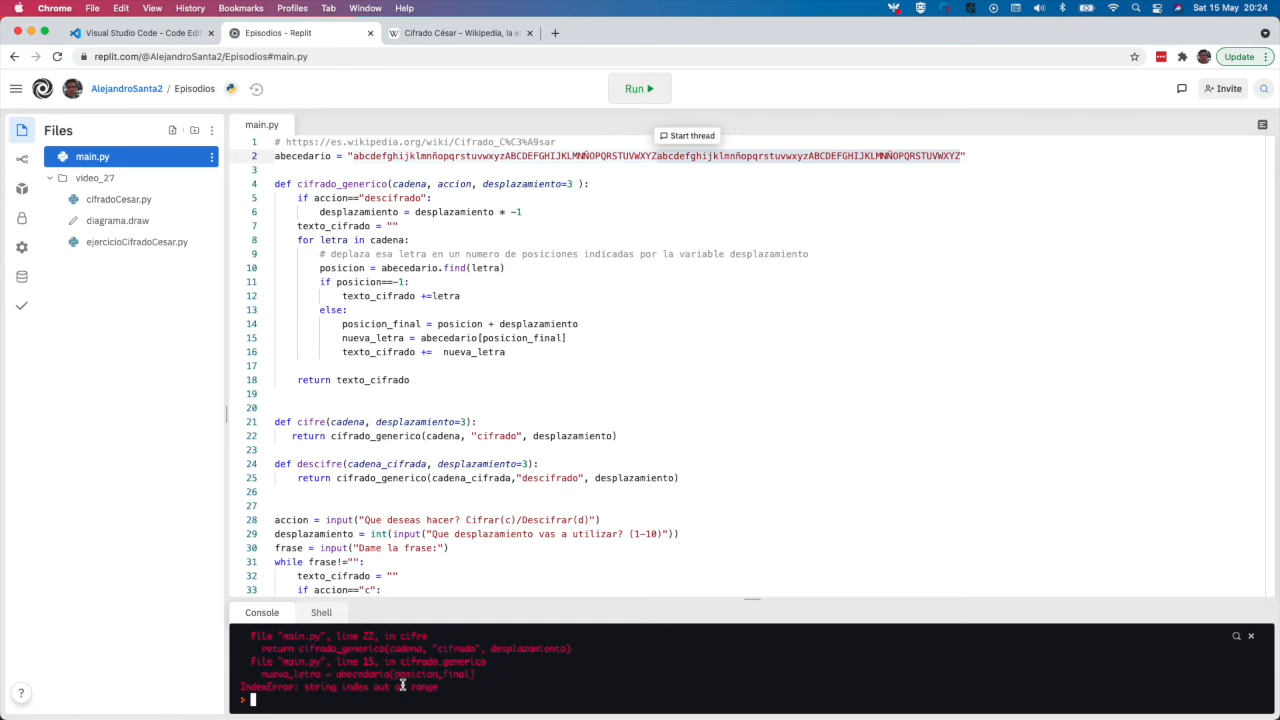 Chrome File Edit View History Bookmarks Profiles Tab Window Help Sat 15 May 20:24
Visual Studio Code - Code Edit Episodios - Replit Cifrado César - Wikipedia, la e
replit.com/@AlejandroSanta2/Episodios#main.py Update
AlejandroSanta2 / Episodios Run Invite
Files main.py
Start thread
main.py
video_27
cifradoCesar.py
diagrama.draw
ejercicioCifradoCesar.py
1 # https://es.wikipedia.org/wiki/Cifrado_C%C3%A9sar
2 abecedario = "abcdefghijklmnñopqrstuvwxyzABCDEFGHIJKLMNÑOPQRSTUVWXYZabcdefghijklmnñopqrstuvwxyzABCDEFGHIJKLMNÑOPQRSTUVWXYZ"
3
4 def cifrado_generico(cadena, accion, desplazamiento=3 ):
5 if accion=="descifrado":
6 desplazamiento = desplazamiento * -1
7 texto_cifrado = ""
8 for letra in cadena:
9 # deplaza esa letra en un numero de posiciones indicadas por la variable desplazamiento
10 posicion = abecedario.find(letra)
11 if posicion==-1:
12 texto_cifrado +=letra
13 else:
14 posicion_final = posicion + desplazamiento
15 nueva_letra = abecedario[posicion_final]
16 texto_cifrado += nueva_letra
17
18 return texto_cifrado
19
20
21 def cifre(cadena, desplazamiento=3):
22 return cifrado_generico(cadena, "cifrado", desplazamiento)
23
24 def descifre(cadena_cifrada, desplazamiento=3):
25 return cifrado_generico(cadena_cifrada,"descifrado", desplazamiento)
26
27
28 accion = input("Que deseas hacer? Cifrar(c)/Descifrar(d)")
29 desplazamiento = int(input("Que desplazamiento vas a utilizar? (1-10)"))
30 frase = input("Dame la frase:")
31 while frase!="":
32 texto_cifrado = ""
33 if accion=="c":
Console Shell
File "main.py", line 22, in cifre
return cifrado_generico(cadena, "cifrado", desplazamiento)
File "main.py", line 15, in cifrado_generico
nueva_letra = abecedario[posicion_final]
IndexError: string index out of range
>
?